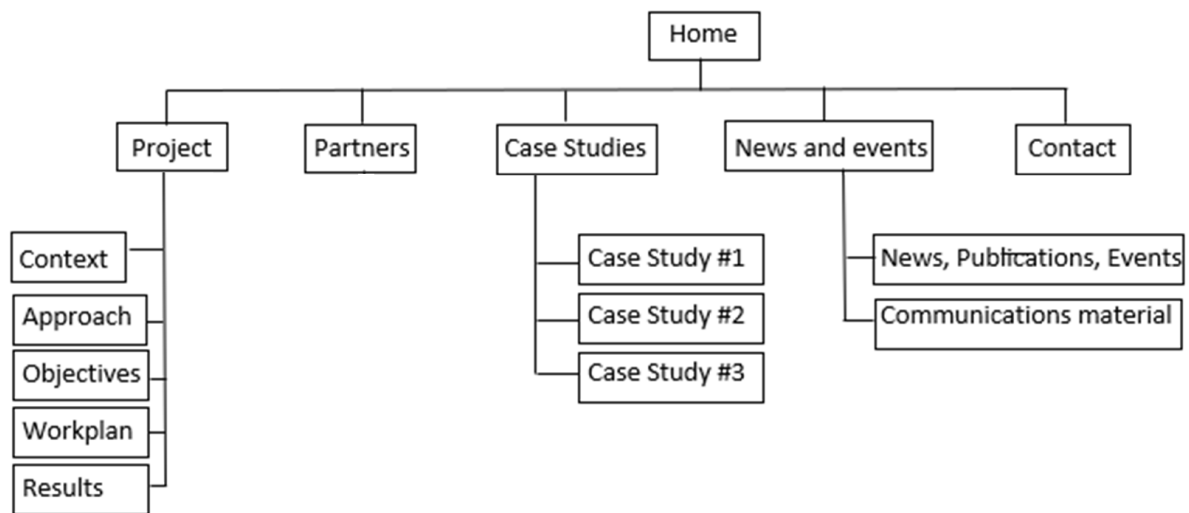 Home
Project
Partners
Case Studies
News and events
Contact
Context
Approach
Objectives
Workplan
Results
Case Study #1
Case Study #2
Case Study #3
News, Publications, Events
Communications material